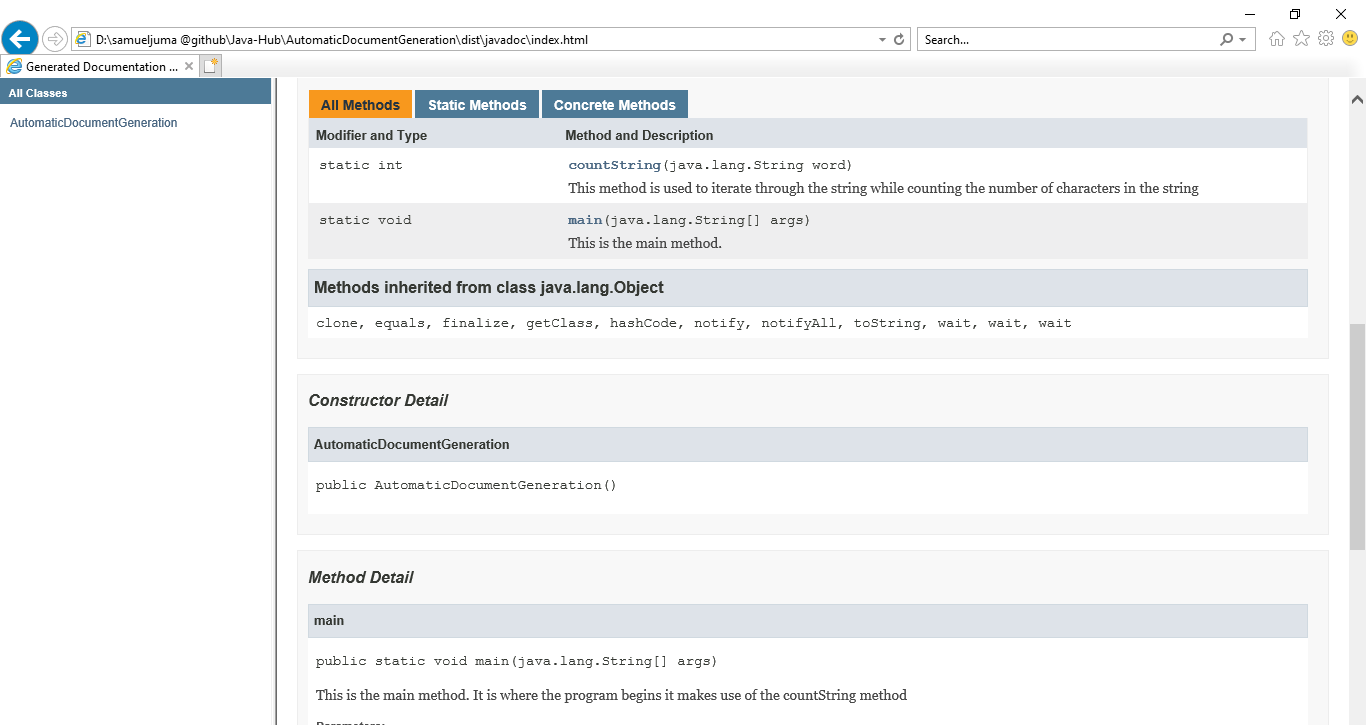 D:\samueljuma @github\Java-Hub\AutomaticDocumentGeneration\dist\javadoc\index.html
Search...
Generated Documentation ...
All Classes
AutomaticDocumentGeneration
All Methods Static Methods Concrete Methods
Modifier and Type Method and Description
static int countString(java.lang.String word)
This method is used to iterate through the string while counting the number of characters in the string
static void main(java.lang.String[] args)
This is the main method.
Methods inherited from class java.lang.Object
clone, equals, finalize, getClass, hashCode, notify, notifyAll, toString, wait, wait, wait
Constructor Detail
AutomaticDocumentGeneration
public AutomaticDocumentGeneration()
Method Detail
main
public static void main(java.lang.String[] args)
This is the main method. It is where the program begins it makes use of the countString method